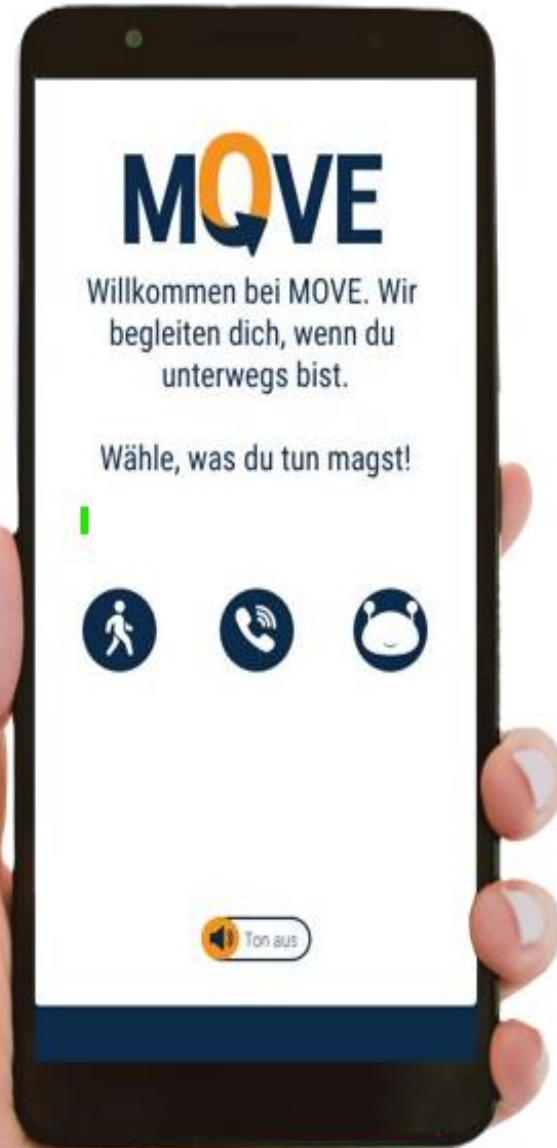 MOVE
Willkommen bei MOVE. Wir
begleiten dich, wenn du
unterwegs bist.
Wähle, was du tun magst!
Ton aus